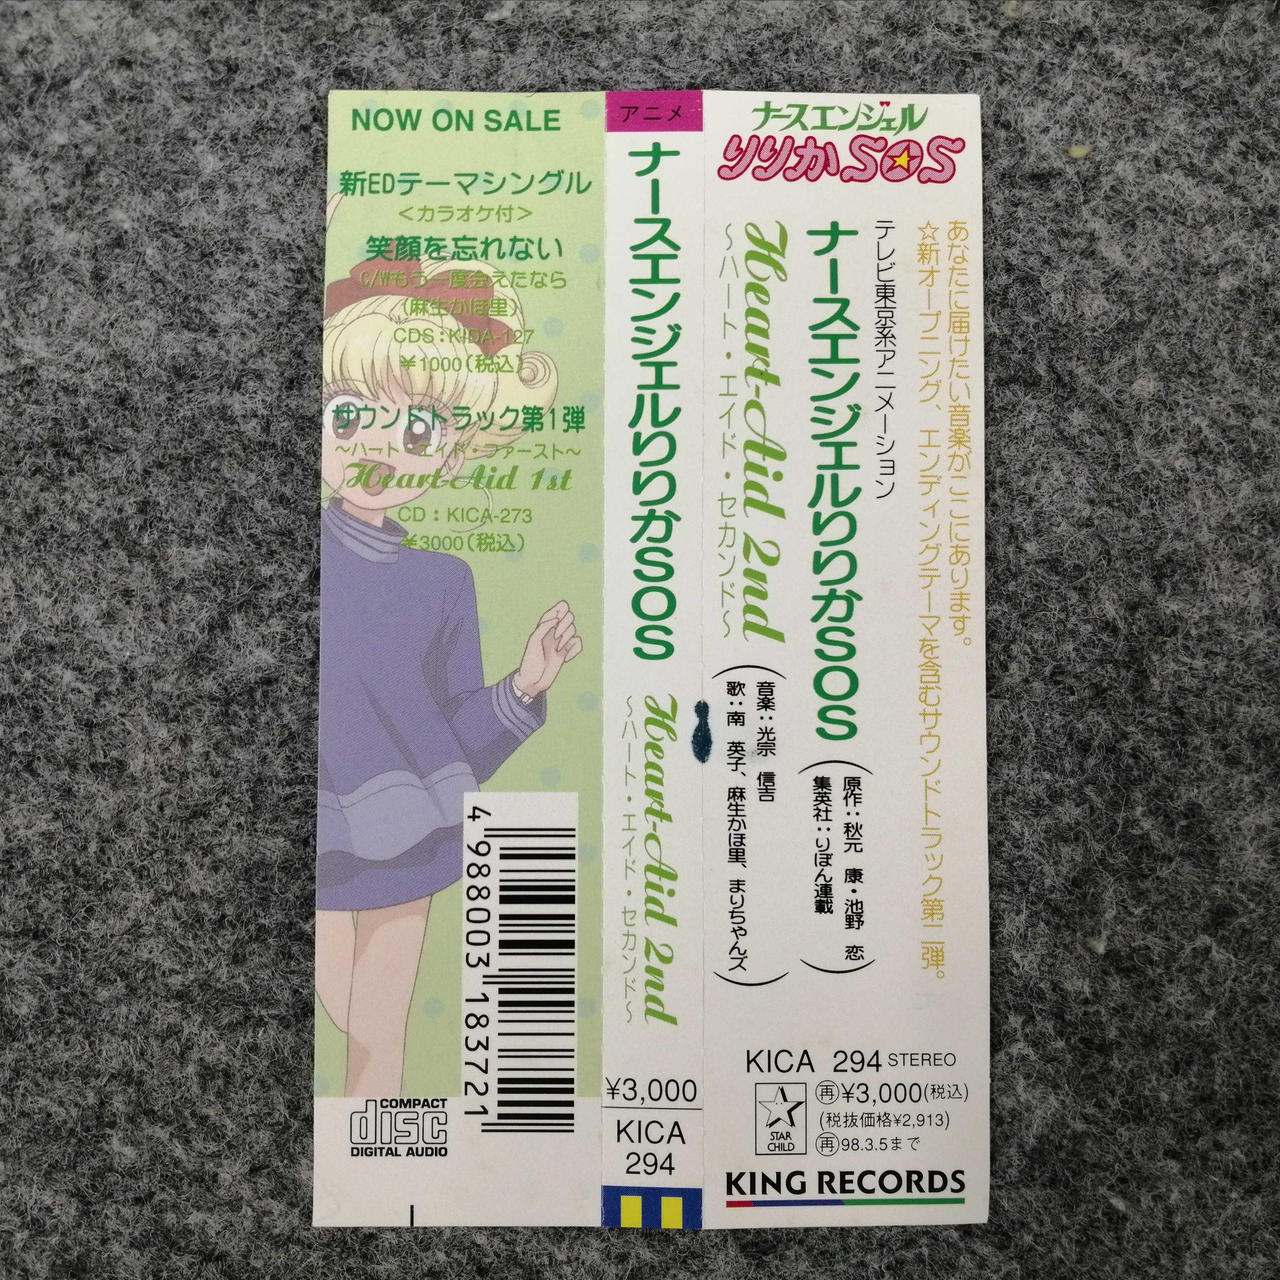 NOW ON SALE
新EDテーマシングル
＜カラオケ付＞
笑顔を忘れない
C/Wもう一度会えたなら
(麻生かほ里)
CDS：KIDA-127
¥1000(税込)
サウンドトラック第1弾
〜ハート・エイド・ファースト〜
Heart-Aid 1st
CD：KICA-273
¥3000(税込)
4 988003 183721
COMPACT
disc
DIGITAL AUDIO
アニメ
ナースエンジェルりりかSOS
Heart-Aid 2nd
〜ハート・エイド・セカンド〜
¥3,000
KICA
294
ナースエンジェル
りりかSOS
あなたに届けたい音楽がここにあります。
☆新オープニング、エンディングテーマを含むサウンドトラック第二弾。
テレビ東京系アニメーション
ナースエンジェルりりかSOS
(原作：秋元 康・池野 恋
集英社：りぼん連載)
Heart-Aid 2nd
〜ハート・エイド・セカンド〜
(音楽：光宗 信吉
歌：南 英子、麻生かほ里、まりちゃんズ)
KICA 294 STEREO
STAR
CHILD
再¥3,000(税込)
(税抜価格¥2,913)
再98.3.5まで
KING RECORDS